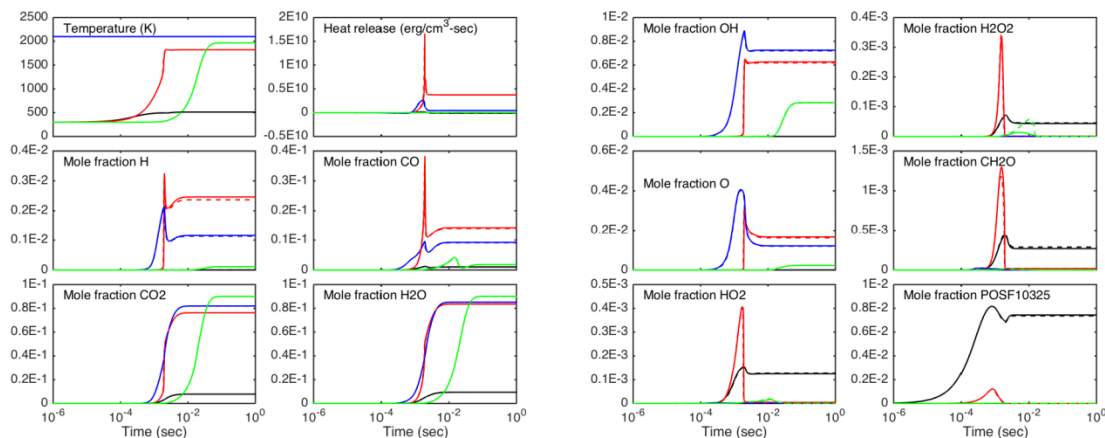 Temperature (K)
2500
2000
1500
1000
500
0
Heat release (erg/cm³-sec)
2E10
1.5E10
1E10
0.5E10
0
-0.5E10
Mole fraction OH
1E-2
0.8E-2
0.6E-2
0.4E-2
0.2E-2
0
Mole fraction H2O2
0.4E-3
0.3E-3
0.2E-3
0.1E-3
0
Mole fraction H
0.4E-2
0.3E-2
0.2E-2
0.1E-2
0
Mole fraction CO
0.4E-1
0.3E-1
0.2E-1
0.1E-1
0
Mole fraction O
0.6E-2
0.4E-2
0.2E-2
0
Mole fraction CH2O
1.5E-3
1E-3
0.5E-3
0
Mole fraction CO2
1E-1
0.8E-1
0.6E-1
0.4E-1
0.2E-1
0
10⁻⁶ 10⁻⁴ 10⁻² 10⁰
Time (sec)
Mole fraction H2O
1E-1
0.8E-1
0.6E-1
0.4E-1
0.2E-1
0
10⁻⁶ 10⁻⁴ 10⁻² 10⁰
Time (sec)
Mole fraction HO2
0.5E-3
0.4E-3
0.3E-3
0.2E-3
0.1E-3
0
10⁻⁶ 10⁻⁴ 10⁻² 10⁰
Time (sec)
Mole fraction POSF10325
1E-2
0.8E-2
0.6E-2
0.4E-2
0.2E-2
0
10⁻⁶ 10⁻⁴ 10⁻² 10⁰
Time (sec)